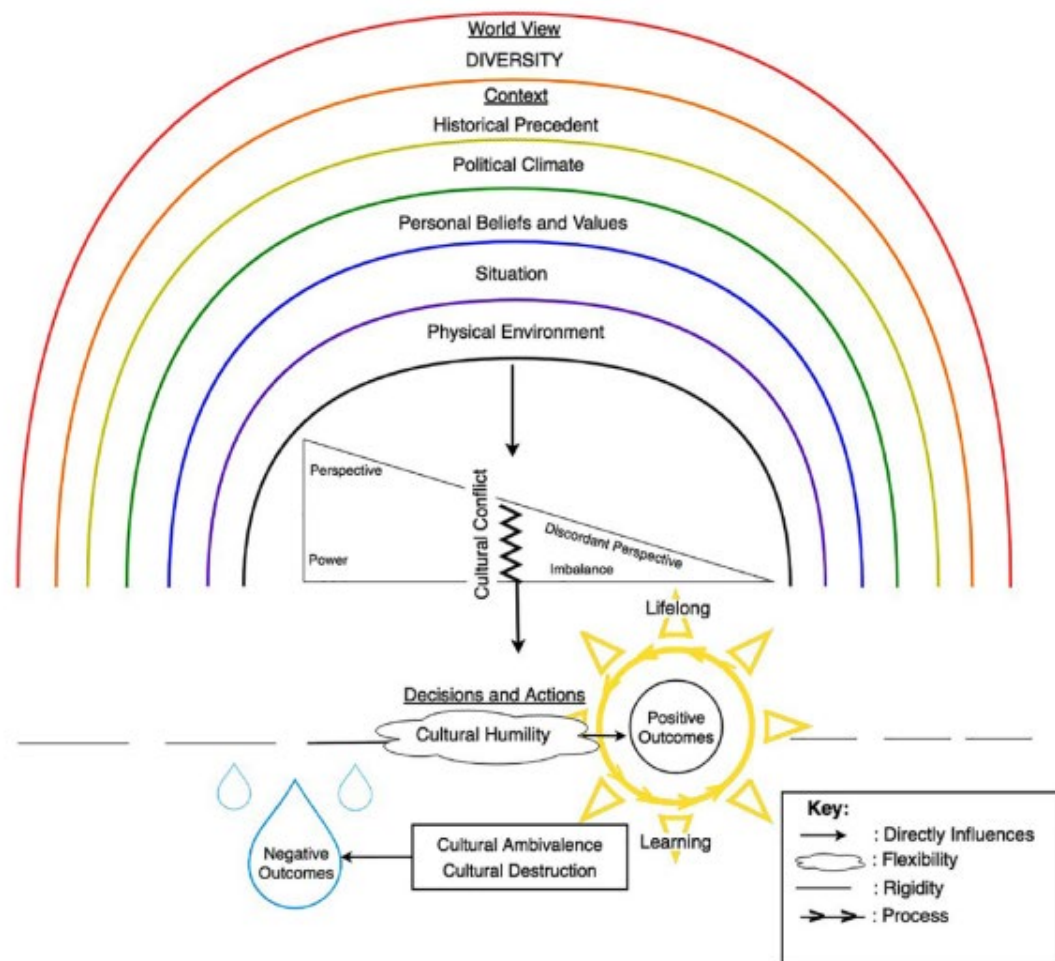 World View
DIVERSITY
Context
Historical Precedent
Political Climate
Personal Beliefs and Values
Situation
Physical Environment
Perspective
Power
Cultural Conflict
Discordant Perspective
Imbalance
Lifelong
Decisions and Actions
Cultural Humility
Positive
Outcomes
Learning
Cultural Ambivalence
Cultural Destruction
Negative
Outcomes
Key:
: Directly Influences
: Flexibility
: Rigidity
: Process